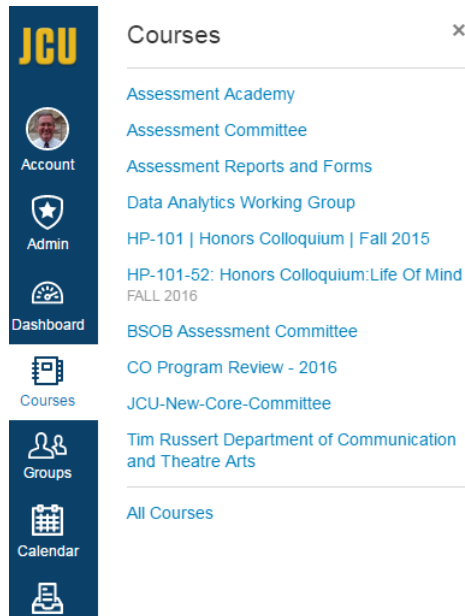 JCU
Account
Admin
Dashboard
Courses
Groups
Calendar
Courses
×
Assessment Academy
Assessment Committee
Assessment Reports and Forms
Data Analytics Working Group
HP-101 | Honors Colloquium | Fall 2015
HP-101-52: Honors Colloquium:Life Of Mind
FALL 2016
BSOB Assessment Committee
CO Program Review - 2016
JCU-New-Core-Committee
Tim Russert Department of Communication
and Theatre Arts
All Courses